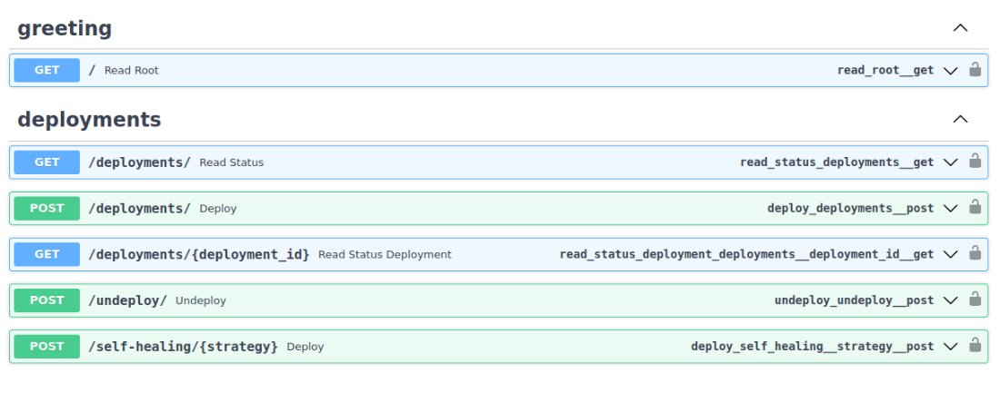 greeting
GET / Read Root read_root__get
deployments
GET /deployments/ Read Status read_status_deployments__get
POST /deployments/ Deploy deploy_deployments__post
GET /deployments/{deployment_id} Read Status Deployment read_status_deployment_deployments__deployment_id__get
POST /undeploy/ Undeploy undeploy_undeploy__post
POST /self-healing/{strategy} Deploy deploy_self_healing__strategy__post